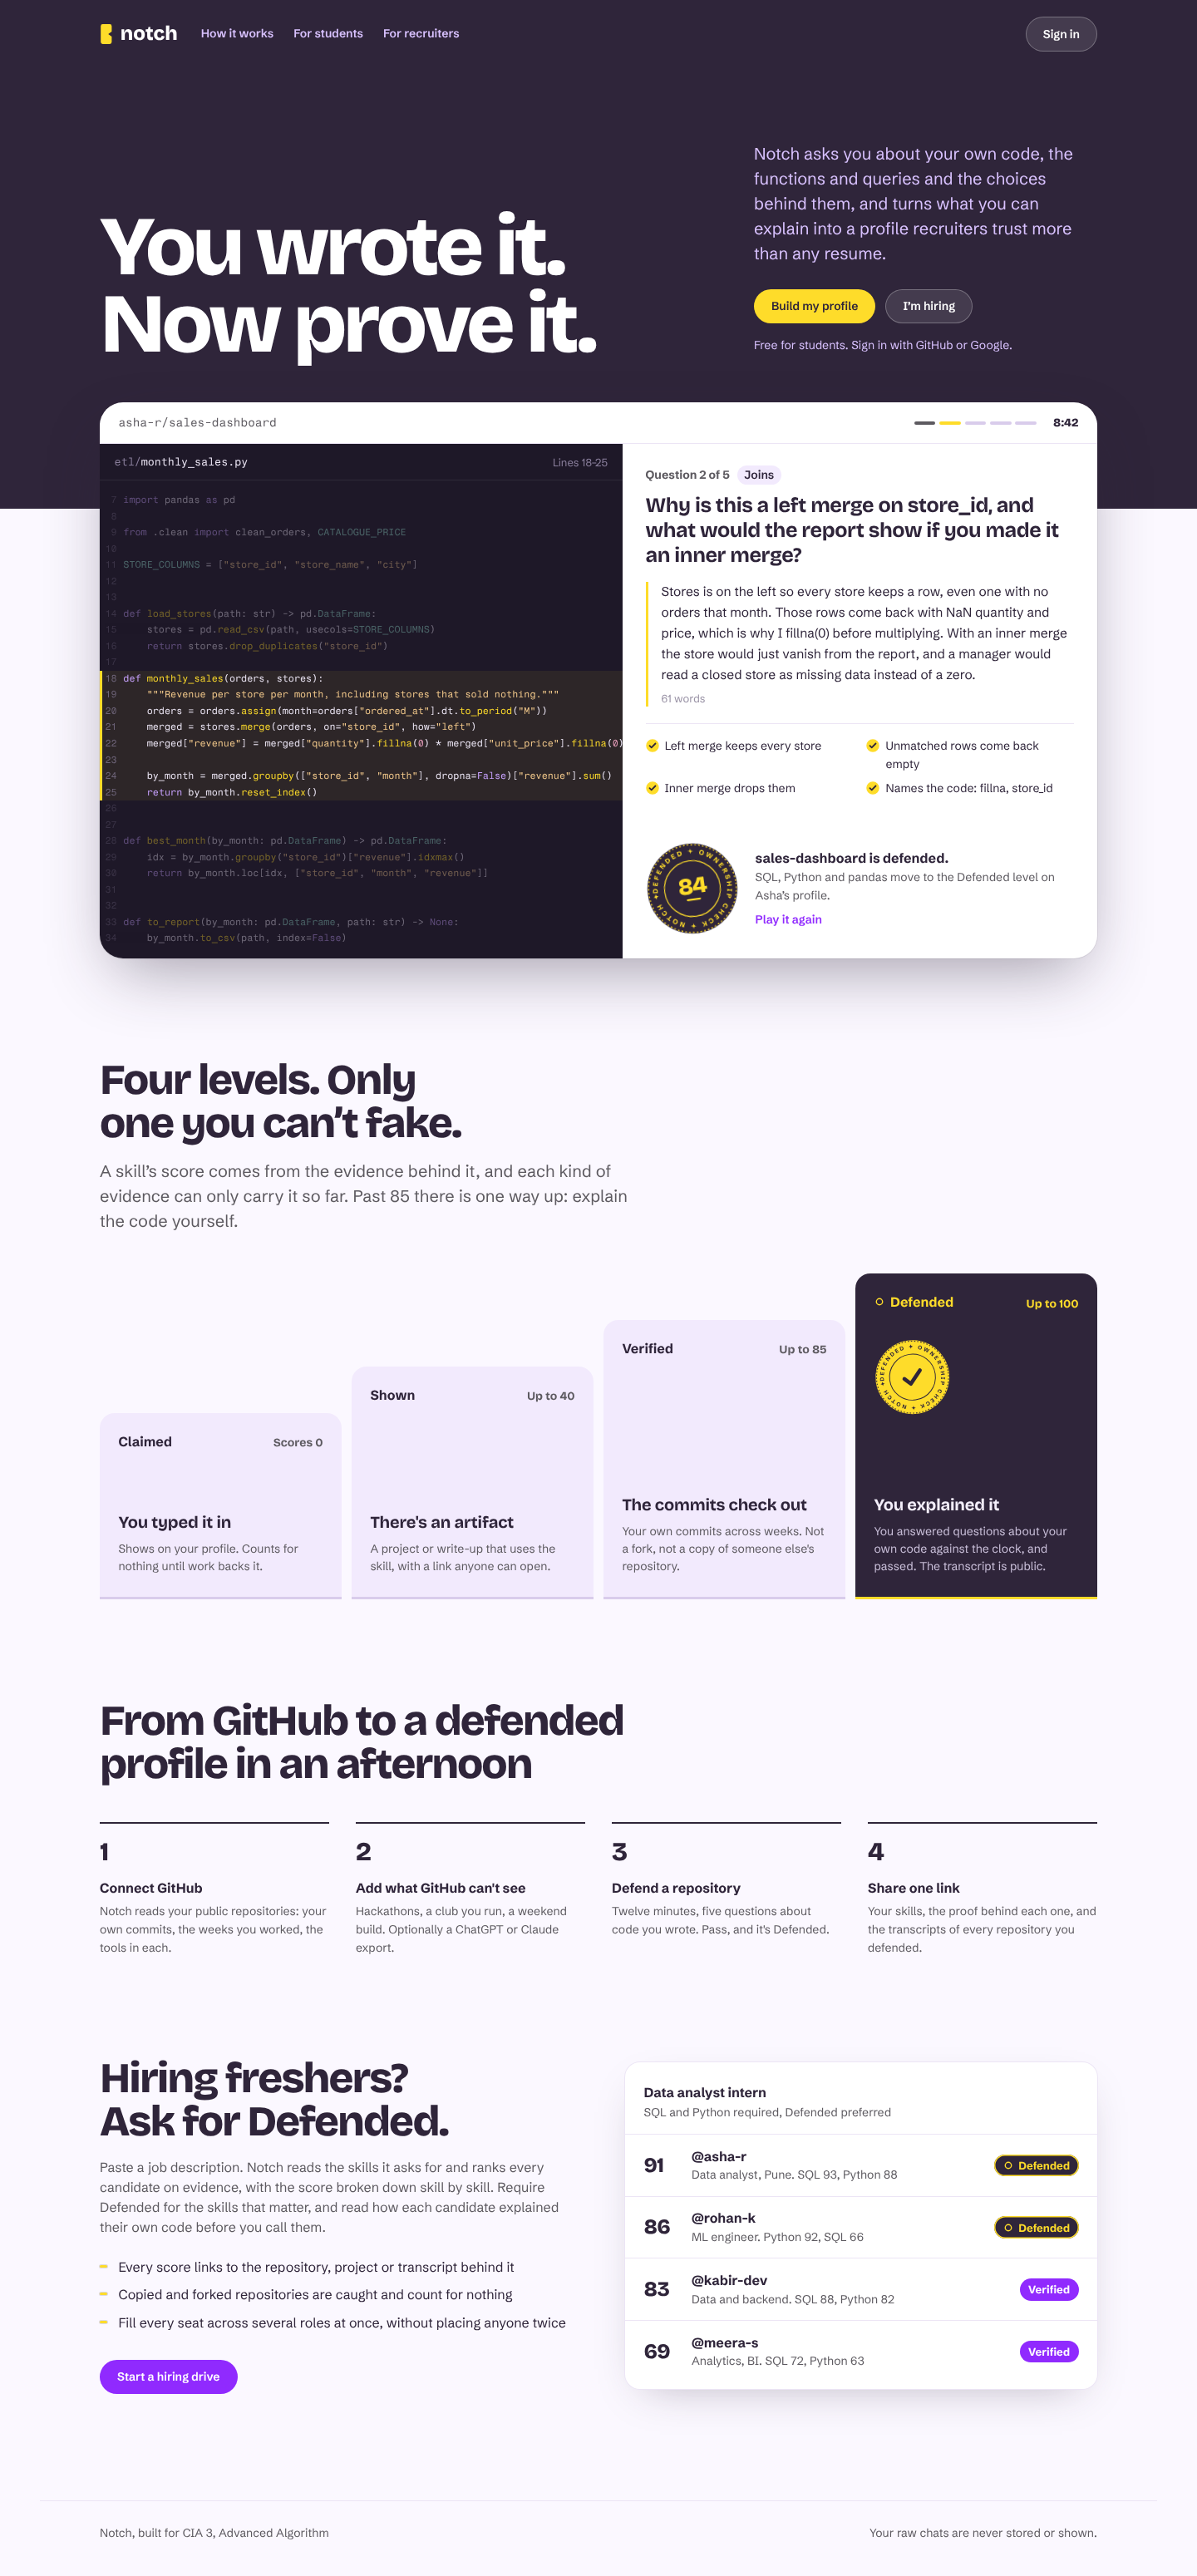 notch
How it works
For students
For recruiters
Sign in
You wrote it.
Now prove it.
Notch asks you about your own code, the
functions and queries and the choices
behind them, and turns what you can
explain into a profile recruiters trust more
than any resume.
Build my profile
I'm hiring
Free for students. Sign in with GitHub or Google.
asha-r/sales-dashboard
8:42
etl/monthly_sales.py
Lines 18-25
7 import pandas as pd
8
9 from .clean import clean_orders, CATALOGUE_PRICE
10
11 STORE_COLUMNS = ["store_id", "store_name", "city"]
12
13
14 def load_stores(path: str) -> pd.DataFrame:
15 stores = pd.read_csv(path, usecols=STORE_COLUMNS)
16 return stores.drop_duplicates("store_id")
17
18 def monthly_sales(orders, stores):
19 """Revenue per store per month, including stores that sold nothing."""
20 orders = orders.assign(month=orders["ordered_at"].dt.to_period("M"))
21 merged = stores.merge(orders, on="store_id", how="left")
22 merged["revenue"] = merged["quantity"].fillna(0) * merged["unit_price"].fillna(0)
23
24 by_month = merged.groupby(["store_id", "month"], dropna=False)["revenue"].sum()
25 return by_month.reset_index()
26
27
28 def best_month(by_month: pd.DataFrame) -> pd.DataFrame:
29 idx = by_month.groupby("store_id")["revenue"].idxmax()
30 return by_month.loc[idx, ["store_id", "month", "revenue"]]
31
32
33 def to_report(by_month: pd.DataFrame, path: str) -> None:
34 by_month.to_csv(path, index=False)
Question 2 of 5
Joins
Why is this a left merge on store_id, and
what would the report show if you made it
an inner merge?
Stores is on the left so every store keeps a row, even one with no
orders that month. Those rows come back with NaN quantity and
price, which is why I fillna(0) before multiplying. With an inner merge
the store would just vanish from the report, and a manager would
read a closed store as missing data instead of a zero.
61 words
Left merge keeps every store
Unmatched rows come back
empty
Inner merge drops them
Names the code: fillna, store_id
DEFENDED ✦ OWNERSHIP CHECK ✦ NOTCH ✦
84
sales-dashboard is defended.
SQL, Python and pandas move to the Defended level on
Asha's profile.
Play it again
Four levels. Only
one you can't fake.
A skill's score comes from the evidence behind it, and each kind of
evidence can only carry it so far. Past 85 there is one way up: explain
the code yourself.
Claimed
Scores 0
You typed it in
Shows on your profile. Counts for
nothing until work backs it.
Shown
Up to 40
There's an artifact
A project or write-up that uses the
skill, with a link anyone can open.
Verified
Up to 85
The commits check out
Your own commits across weeks. Not
a fork, not a copy of someone else's
repository.
Defended
Up to 100
DEFENDED ✦ OWNERSHIP CHECK ✦ NOTCH ✦
You explained it
You answered questions about your
own code against the clock, and
passed. The transcript is public.
From GitHub to a defended
profile in an afternoon
1
Connect GitHub
Notch reads your public repositories: your
own commits, the weeks you worked, the
tools in each.
2
Add what GitHub can't see
Hackathons, a club you run, a weekend
build. Optionally a ChatGPT or Claude
export.
3
Defend a repository
Twelve minutes, five questions about
code you wrote. Pass, and it's Defended.
4
Share one link
Your skills, the proof behind each one, and
the transcripts of every repository you
defended.
Hiring freshers?
Ask for Defended.
Paste a job description. Notch reads the skills it asks for and ranks every
candidate on evidence, with the score broken down skill by skill. Require
Defended for the skills that matter, and read how each candidate explained
their own code before you call them.
Every score links to the repository, project or transcript behind it
Copied and forked repositories are caught and count for nothing
Fill every seat across several roles at once, without placing anyone twice
Start a hiring drive
Data analyst intern
SQL and Python required, Defended preferred
91
@asha-r
Data analyst, Pune. SQL 93, Python 88
Defended
86
@rohan-k
ML engineer. Python 92, SQL 66
Defended
83
@kabir-dev
Data and backend. SQL 88, Python 82
Verified
69
@meera-s
Analytics, BI. SQL 72, Python 63
Verified
Notch, built for CIA 3, Advanced Algorithm
Your raw chats are never stored or shown.